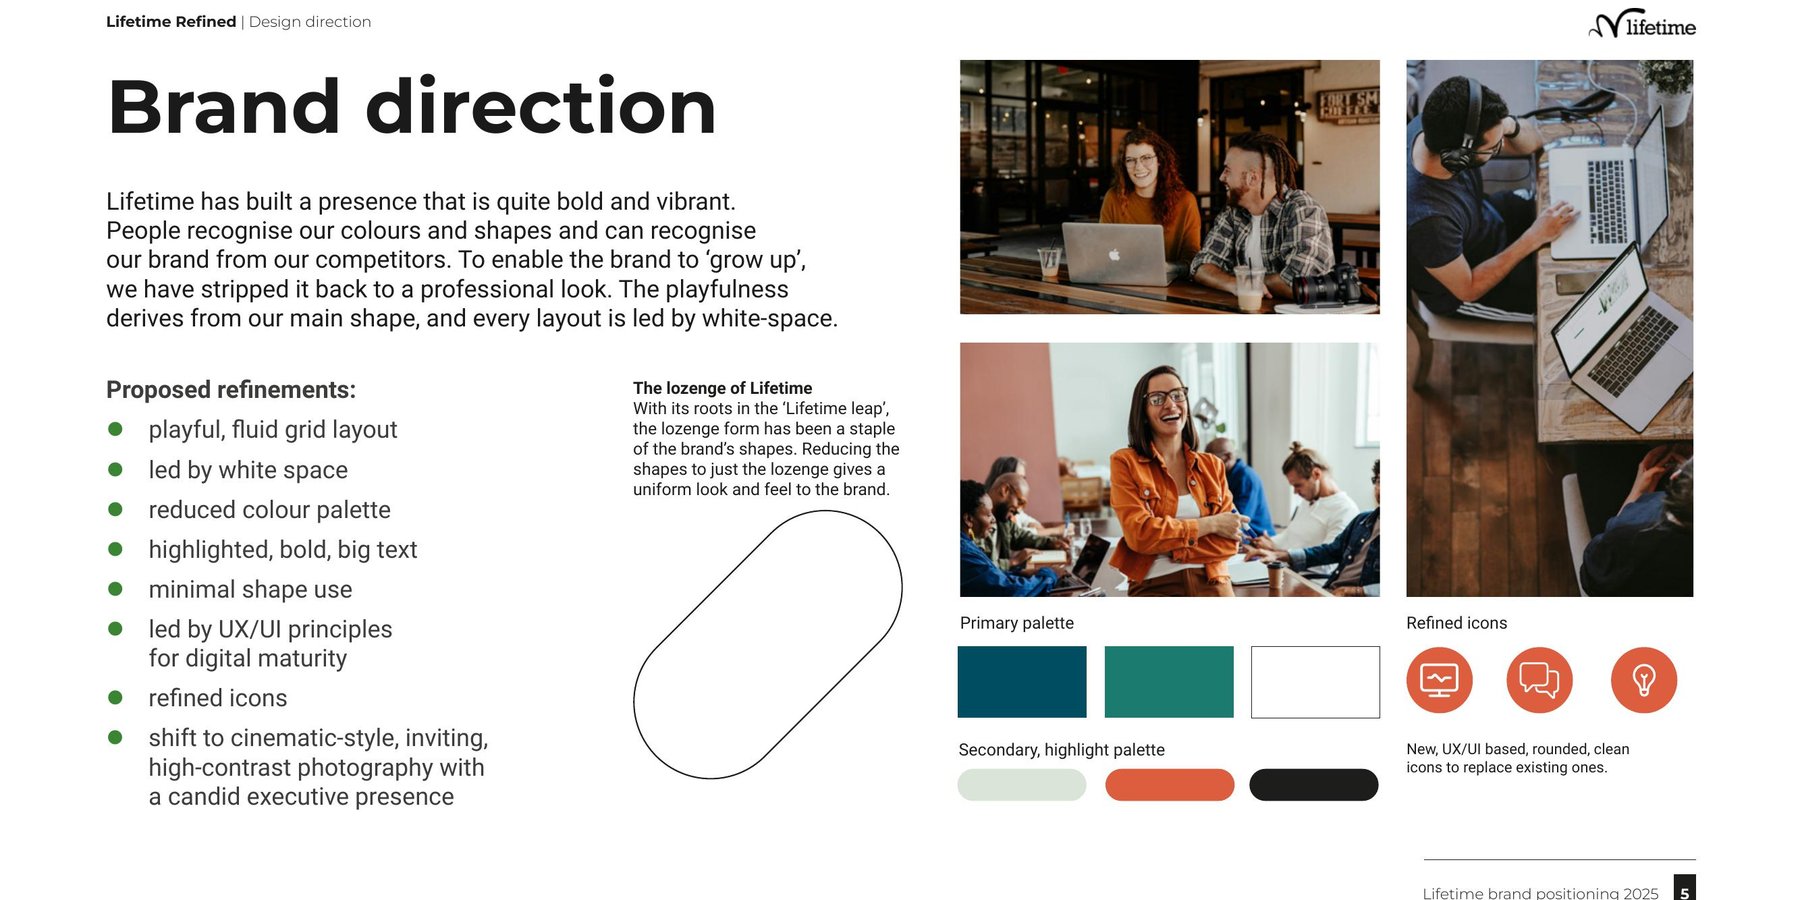 Lifetime Refined | Design direction
lifetime
Brand direction
Lifetime has built a presence that is quite bold and vibrant.
People recognise our colours and shapes and can recognise
our brand from our competitors. To enable the brand to ‘grow up’,
we have stripped it back to a professional look. The playfulness
derives from our main shape, and every layout is led by white-space.
Proposed refinements:
playful, fluid grid layout
led by white space
reduced colour palette
highlighted, bold, big text
minimal shape use
led by UX/UI principles
for digital maturity
refined icons
shift to cinematic-style, inviting,
high-contrast photography with
a candid executive presence
The lozenge of Lifetime
With its roots in the ‘Lifetime leap’,
the lozenge form has been a staple
of the brand’s shapes. Reducing the
shapes to just the lozenge gives a
uniform look and feel to the brand.
FORT SM
COFFEE
Primary palette
Secondary, highlight palette
Refined icons
New, UX/UI based, rounded, clean
icons to replace existing ones.
Lifetime brand positioning 2025
5